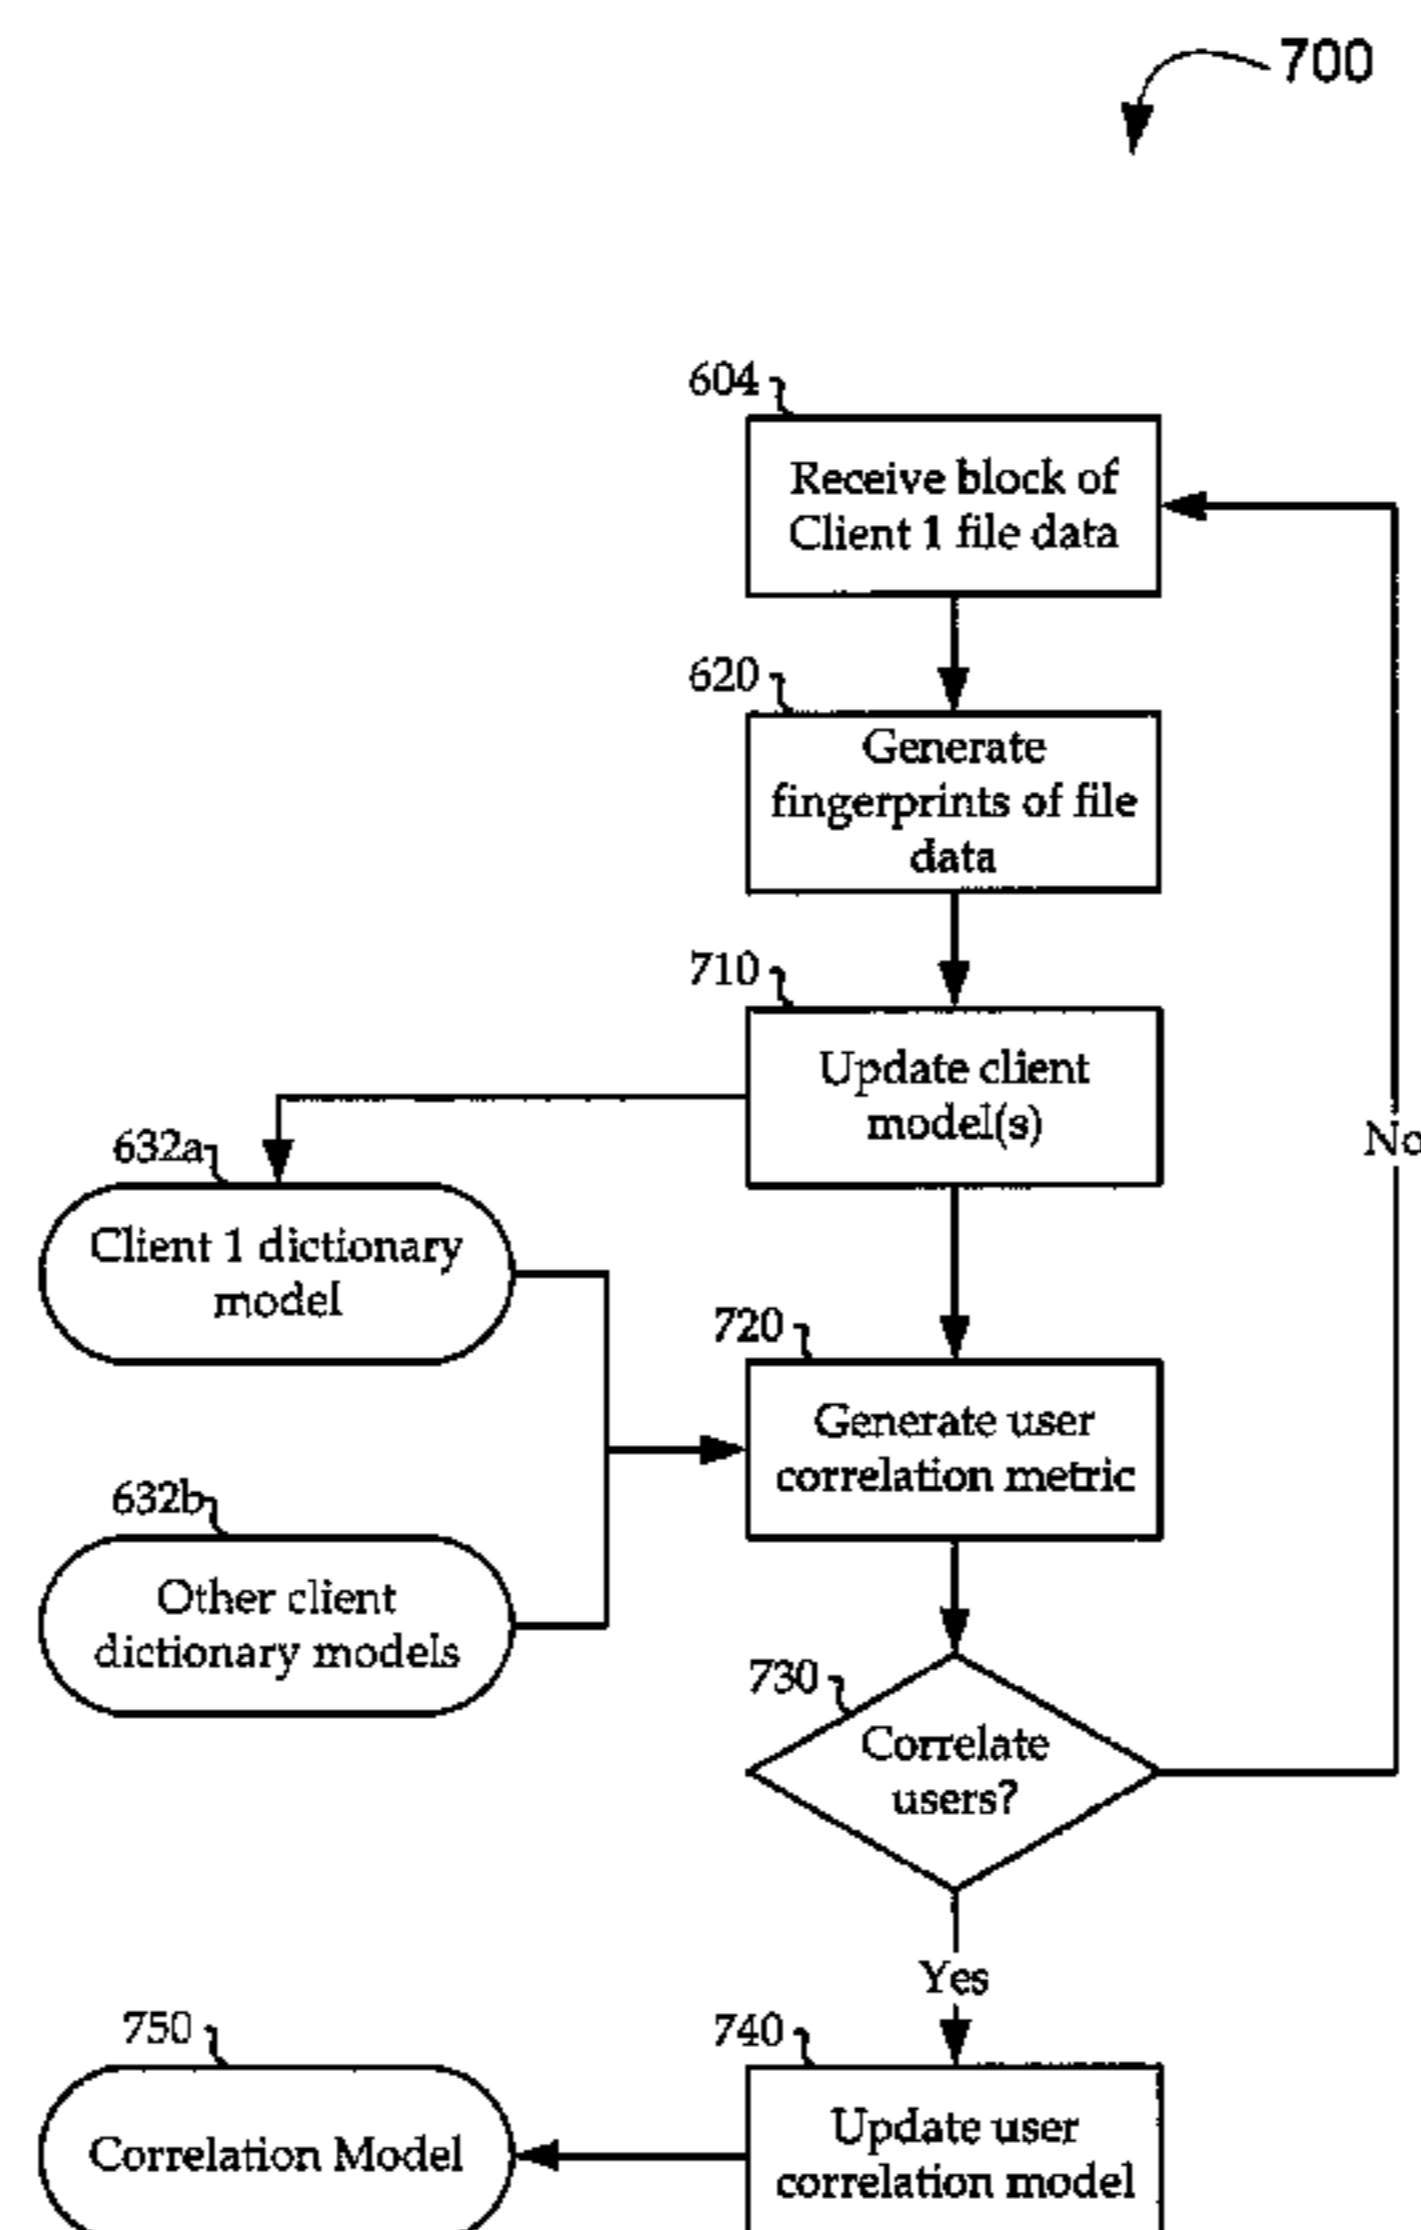 700
604
Receive block of
Client 1 file data
620
Generate
fingerprints of file
data
710
Update client
model(s)
No
632a
Client 1 dictionary
model
720
Generate user
correlation metric
632b
Other client
dictionary models
730
Correlate
users?
Yes
750
Correlation Model
740
Update user
correlation model